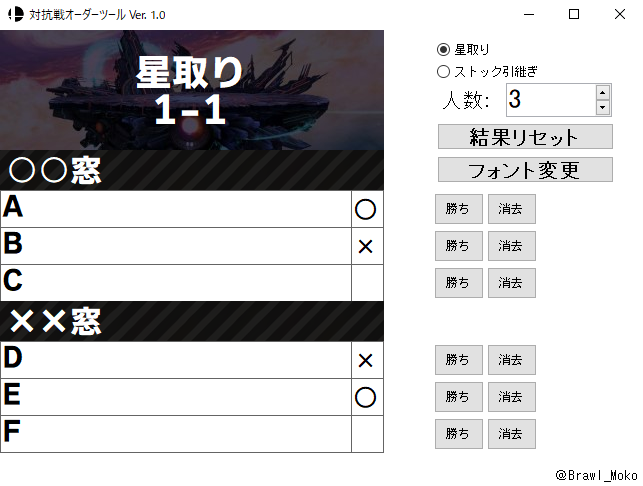 対抗戦オーダーツール Ver. 1.0
星取り
1-1
○○窓
A ○
B ×
C
××窓
D ×
E ○
F
星取り
ストック引継ぎ
人数: 3
結果リセット
フォント変更
勝ち 消去
勝ち 消去
勝ち 消去
勝ち 消去
勝ち 消去
勝ち 消去
@Brawl_Moko